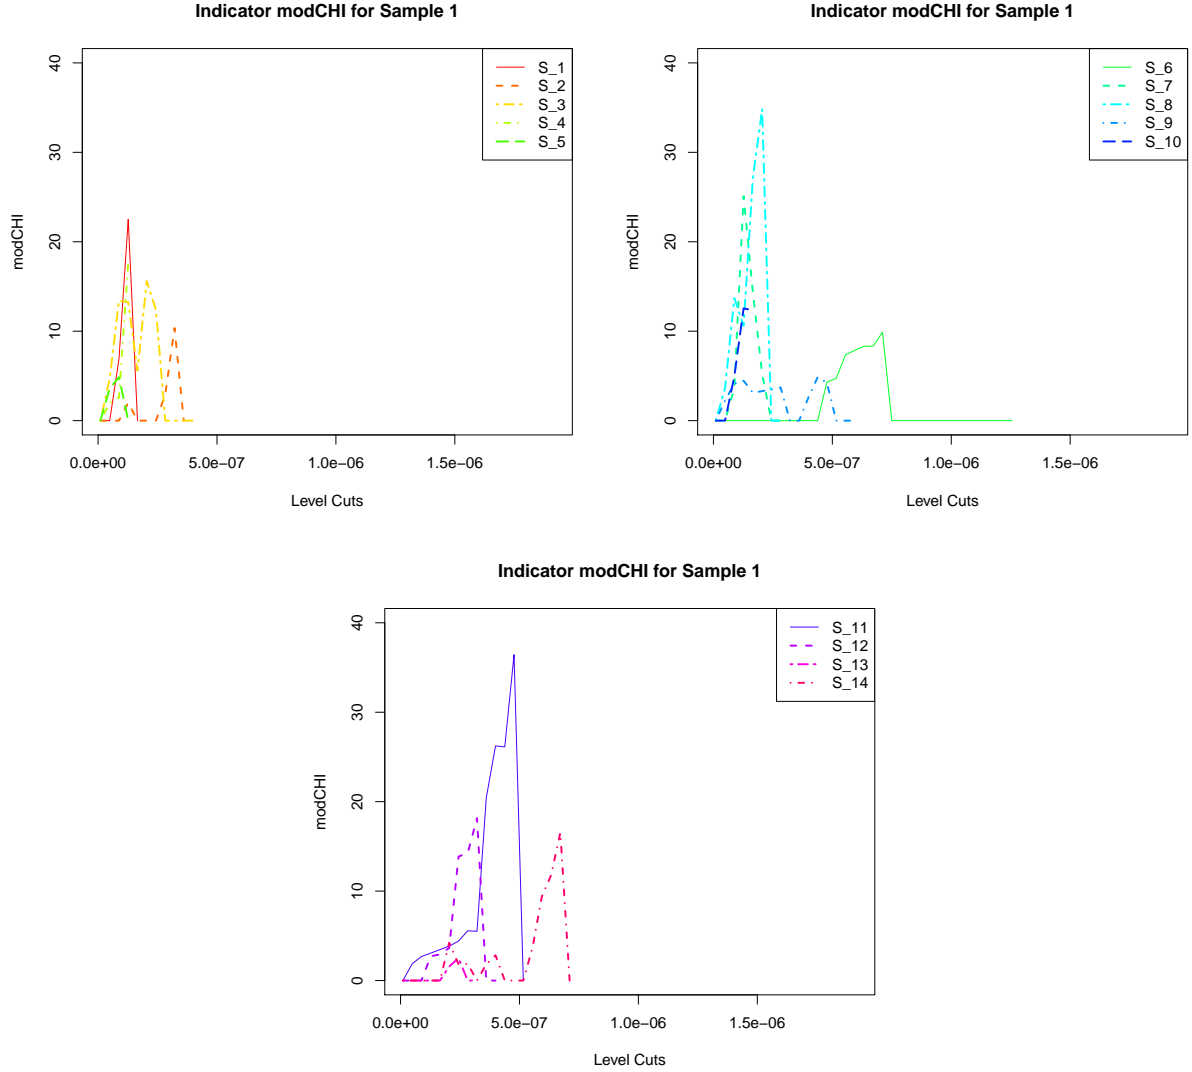 Indicator modCHI for Sample 1
modCHI
40
30
20
10
0
S_1
S_2
S_3
S_4
S_5
0.0e+00 5.0e-07 1.0e-06 1.5e-06
Level Cuts
Indicator modCHI for Sample 1
modCHI
40
30
20
10
0
S_6
S_7
S_8
S_9
S_10
0.0e+00 5.0e-07 1.0e-06 1.5e-06
Level Cuts
Indicator modCHI for Sample 1
modCHI
40
30
20
10
0
S_11
S_12
S_13
S_14
0.0e+00 5.0e-07 1.0e-06 1.5e-06
Level Cuts